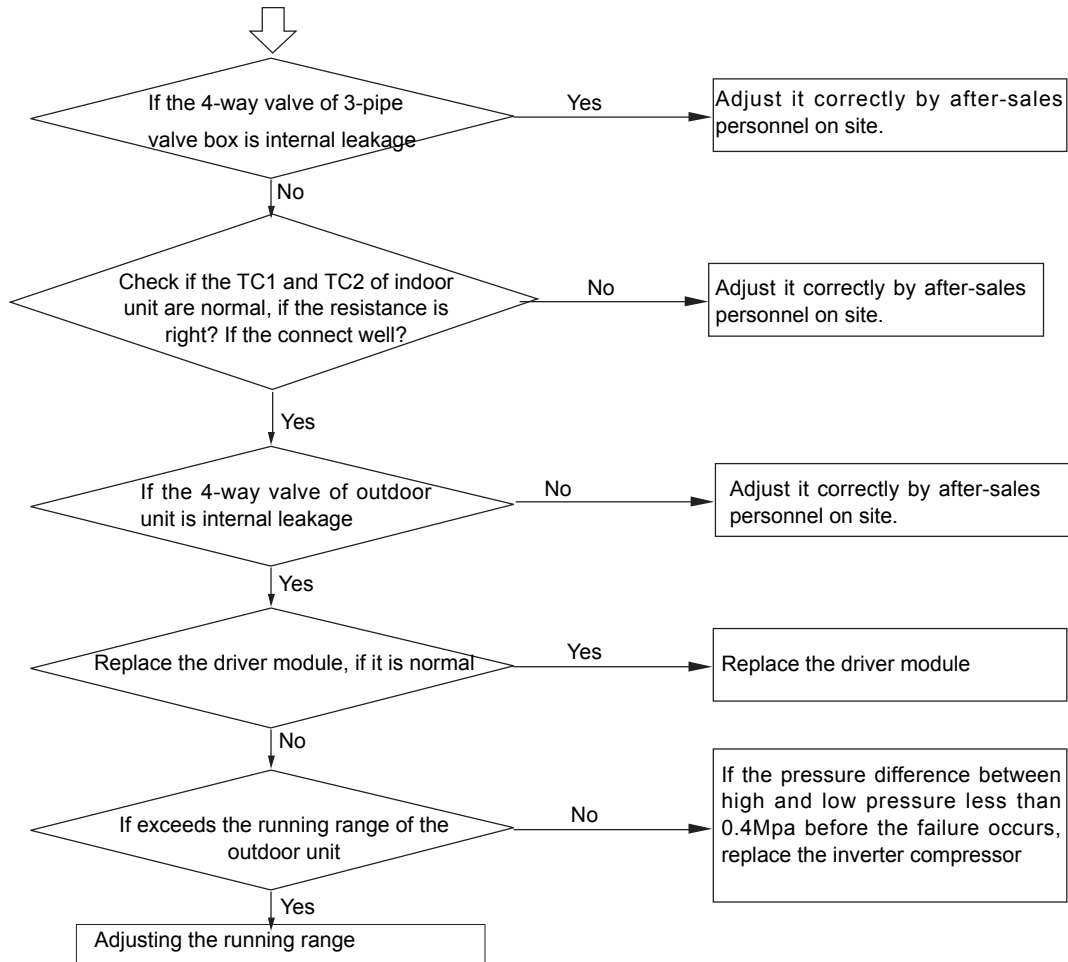 If the 4-way valve of 3-pipe
valve box is internal leakage
Yes
Adjust it correctly by after-sales
personnel on site.
No
Check if the TC1 and TC2 of indoor
unit are normal, if the resistance is
right? If the connect well?
No
Adjust it correctly by after-sales
personnel on site.
Yes
If the 4-way valve of outdoor
unit is internal leakage
No
Adjust it correctly by after-sales
personnel on site.
Yes
Replace the driver module, if it is normal
Yes
Replace the driver module
No
If exceeds the running range of the
outdoor unit
No
If the pressure difference between
high and low pressure less than
0.4Mpa before the failure occurs,
replace the inverter compressor
Yes
Adjusting the running range